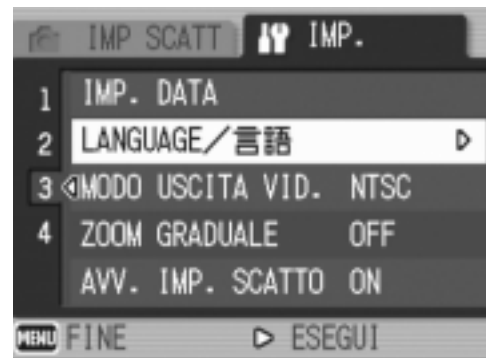 IMP SCATT IMP.
1 IMP. DATA
2 LANGUAGE/言語
3 MODO USCITA VID. NTSC
4 ZOOM GRADUALE OFF
AVV. IMP. SCATTO ON
MENU FINE ESEGUI